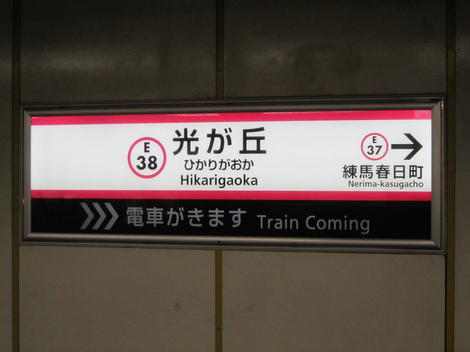 E
38
光が丘
ひかりがおか
Hikarigaoka
E
37
練馬春日町
Nerima-kasugacho
電車がきます Train Coming